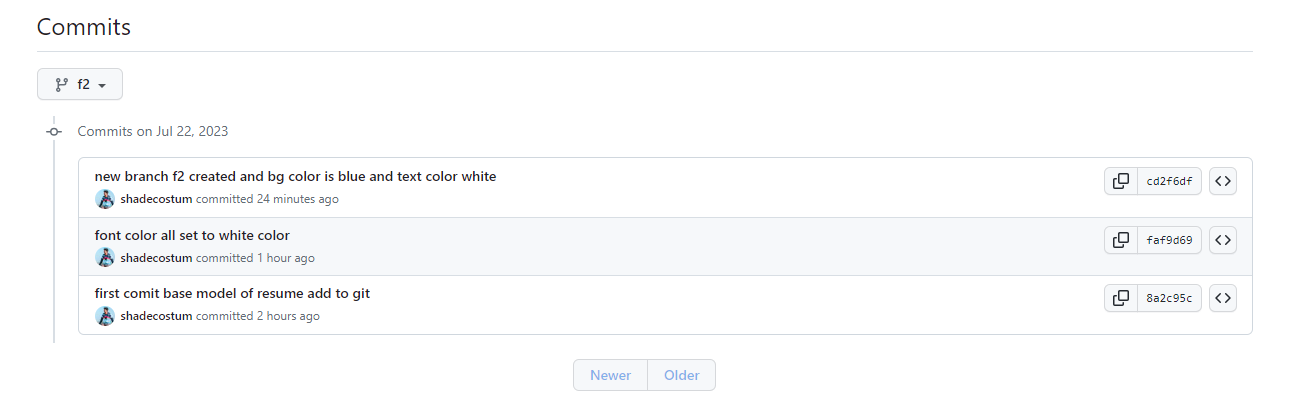 Commits
f2
Commits on Jul 22, 2023
new branch f2 created and bg color is blue and text color white
cd2f6df
shadecostum committed 24 minutes ago
font color all set to white color
faf9d69
shadecostum committed 1 hour ago
first comit base model of resume add to git
8a2c95c
shadecostum committed 2 hours ago
Newer Older